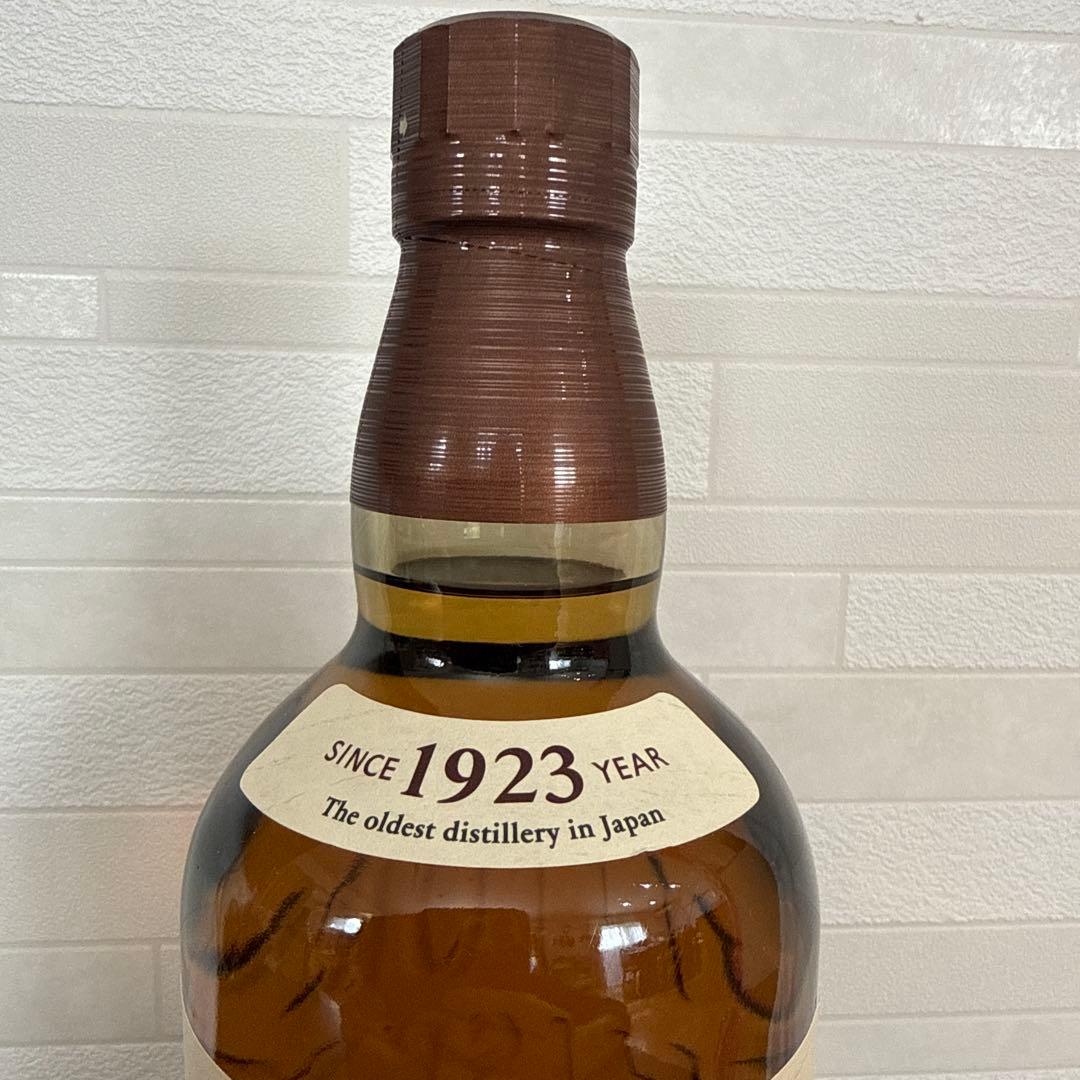 SINCE 1923 YEAR
The oldest distillery in Japan